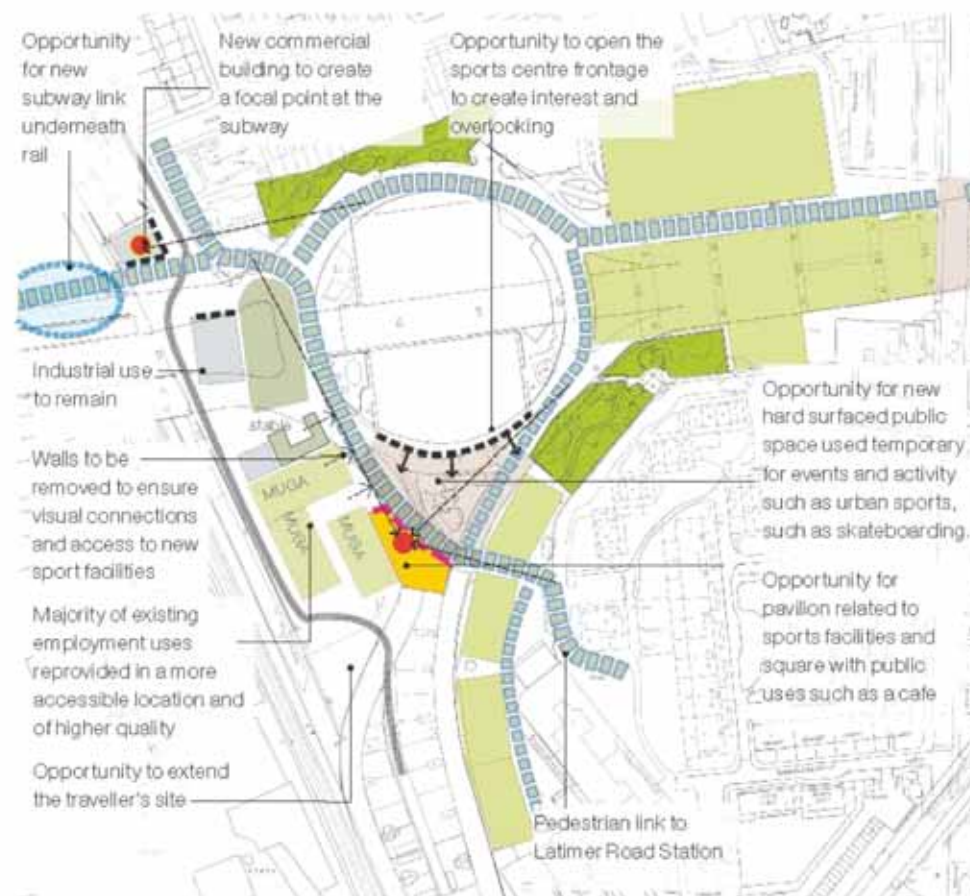 Opportunity
for new
subway link
underneath
rail
New commercial
building to create
a focal point at the
subway
Opportunity to open the
sports centre frontage
to create interest and
overlooking
Industrial use
to remain
stable
Walls to be
removed to ensure
visual connections
and access to new
sport facilities
MUGA
MUGA
MUGA
Majority of existing
employment uses
reprovided in a more
accessible location and
of higher quality
Opportunity to extend
the traveller's site
Opportunity for new
hard surfaced public
space used temporary
for events and activity
such as urban sports,
such as skateboarding.
Opportunity for
pavilion related to
sports facilities and
square with public
uses such as a cafe
Pedestrian link to
Latimer Road Station